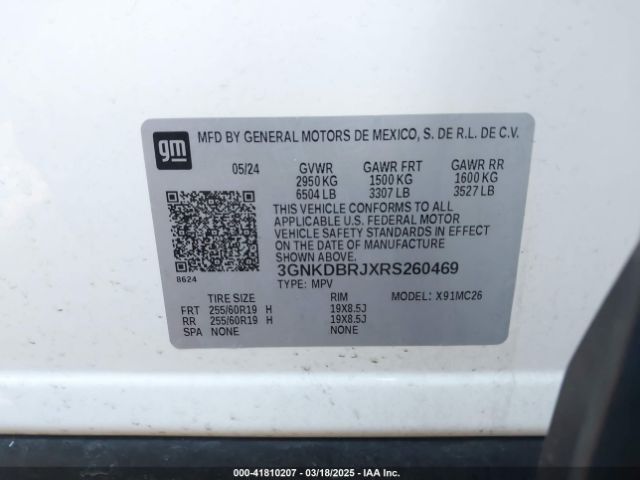 gm
MFD BY GENERAL MOTORS DE MEXICO, S. DE R.L. DE C.V.
05/24 GVWR GAWR FRT GAWR RR
2950 KG 1500 KG 1600 KG
6504 LB 3307 LB 3527 LB
THIS VEHICLE CONFORMS TO ALL
APPLICABLE U.S. FEDERAL MOTOR
VEHICLE SAFETY STANDARDS IN EFFECT
ON THE DATE OF MANUFACTURE
SHOWN ABOVE.
8624
3GNKDBRJXRS260469
TYPE: MPV
TIRE SIZE RIM MODEL: X91MC26
FRT 255/60R19 H 19X8.5J
RR 255/60R19 H 19X8.5J
SPA NONE NONE
000-41810207 / 03/18/2025 - IAA Inc.